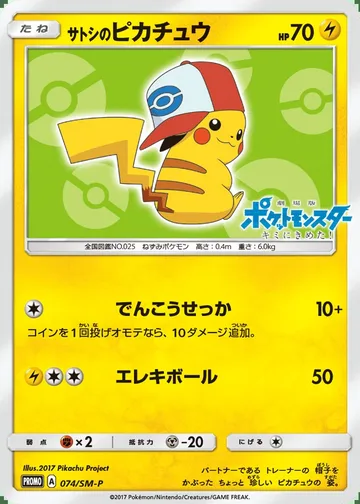 たね サトシのピカチュウ HP70
劇場版
ポケットモンスター
キミにきめた!
全国図鑑NO.025 ねずみポケモン 高さ:0.4m 重さ:6.0kg
でんこうせっか 10+
コインを1回投げオモテなら、10ダメージ追加。
エレキボール 50
弱点 ×2 抵抗力 -20 にげる
Illus.2017 Pikachu Project
PROMO A 074/SM-P
パートナーである トレーナーの 帽子を
かぶった ちょっと 珍しい ピカチュウの 姿。
©2017 Pokémon/Nintendo/Creatures/GAME FREAK.